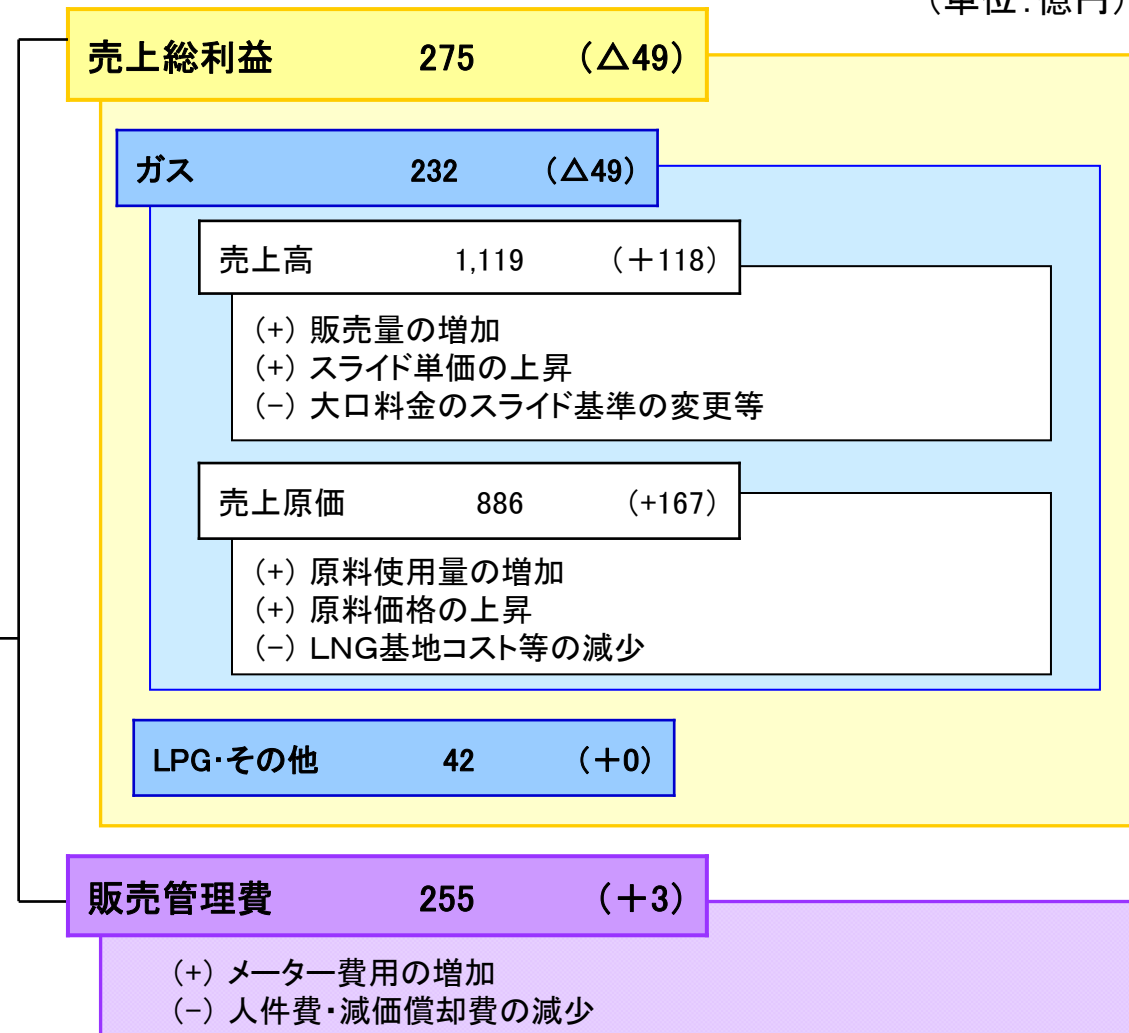 (単位:億円)
売上総利益 275 (△49)
ガス 232 (△49)
売上高 1,119 (+118)
(+) 販売量の増加
(+) スライド単価の上昇
(-) 大口料金のスライド基準の変更等
売上原価 886 (+167)
(+) 原料使用量の増加
(+) 原料価格の上昇
(-) LNG基地コスト等の減少
LPG・その他 42 (+0)
販売管理費 255 (+3)
(+) メーター費用の増加
(-) 人件費・減価償却費の減少